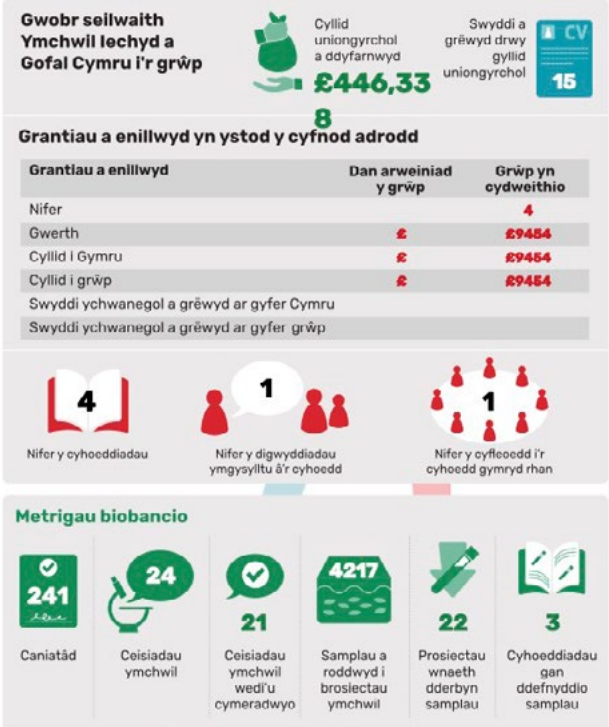 Gwobr seilwaith
Ymchwil Iechyd a
Gofal Cymru i'r grŵp
Cyllid
uniongyrchol
a ddyfarnwyd
£446,33
8
Swyddi a
grëwyd drwy
gyllid
uniongyrchol
CV
15
Grantiau a enillwyd yn ystod y cyfnod adrodd
Grantiau a enillwyd Dan arweiniad y grŵp Grŵp yn cydweithio
Nifer 4
Gwerth £ £9454
Cyllid i Gymru £ £9454
Cyllid i grŵp £ £9454
Swyddi ychwanegol a grëwyd ar gyfer Cymru
Swyddi ychwanegol a grëwyd ar gyfer grŵp
4
Nifer y cyhoeddiadau
1
Nifer y digwyddiadau
ymgysylltu â'r cyhoedd
1
Nifer y cyfleoedd i'r
cyhoedd gymryd rhan
Metrigau biobancio
241
Caniatâd
24
Ceisiadau
ymchwil
21
Ceisiadau
ymchwil
wedi'u
cymeradwyo
4217
Samplau a
roddwyd i
brosiectau
ymchwil
22
Prosiectau
wnaeth
dderbyn
samplau
3
Cyhoeddiadau
gan
ddefnyddio
samplau